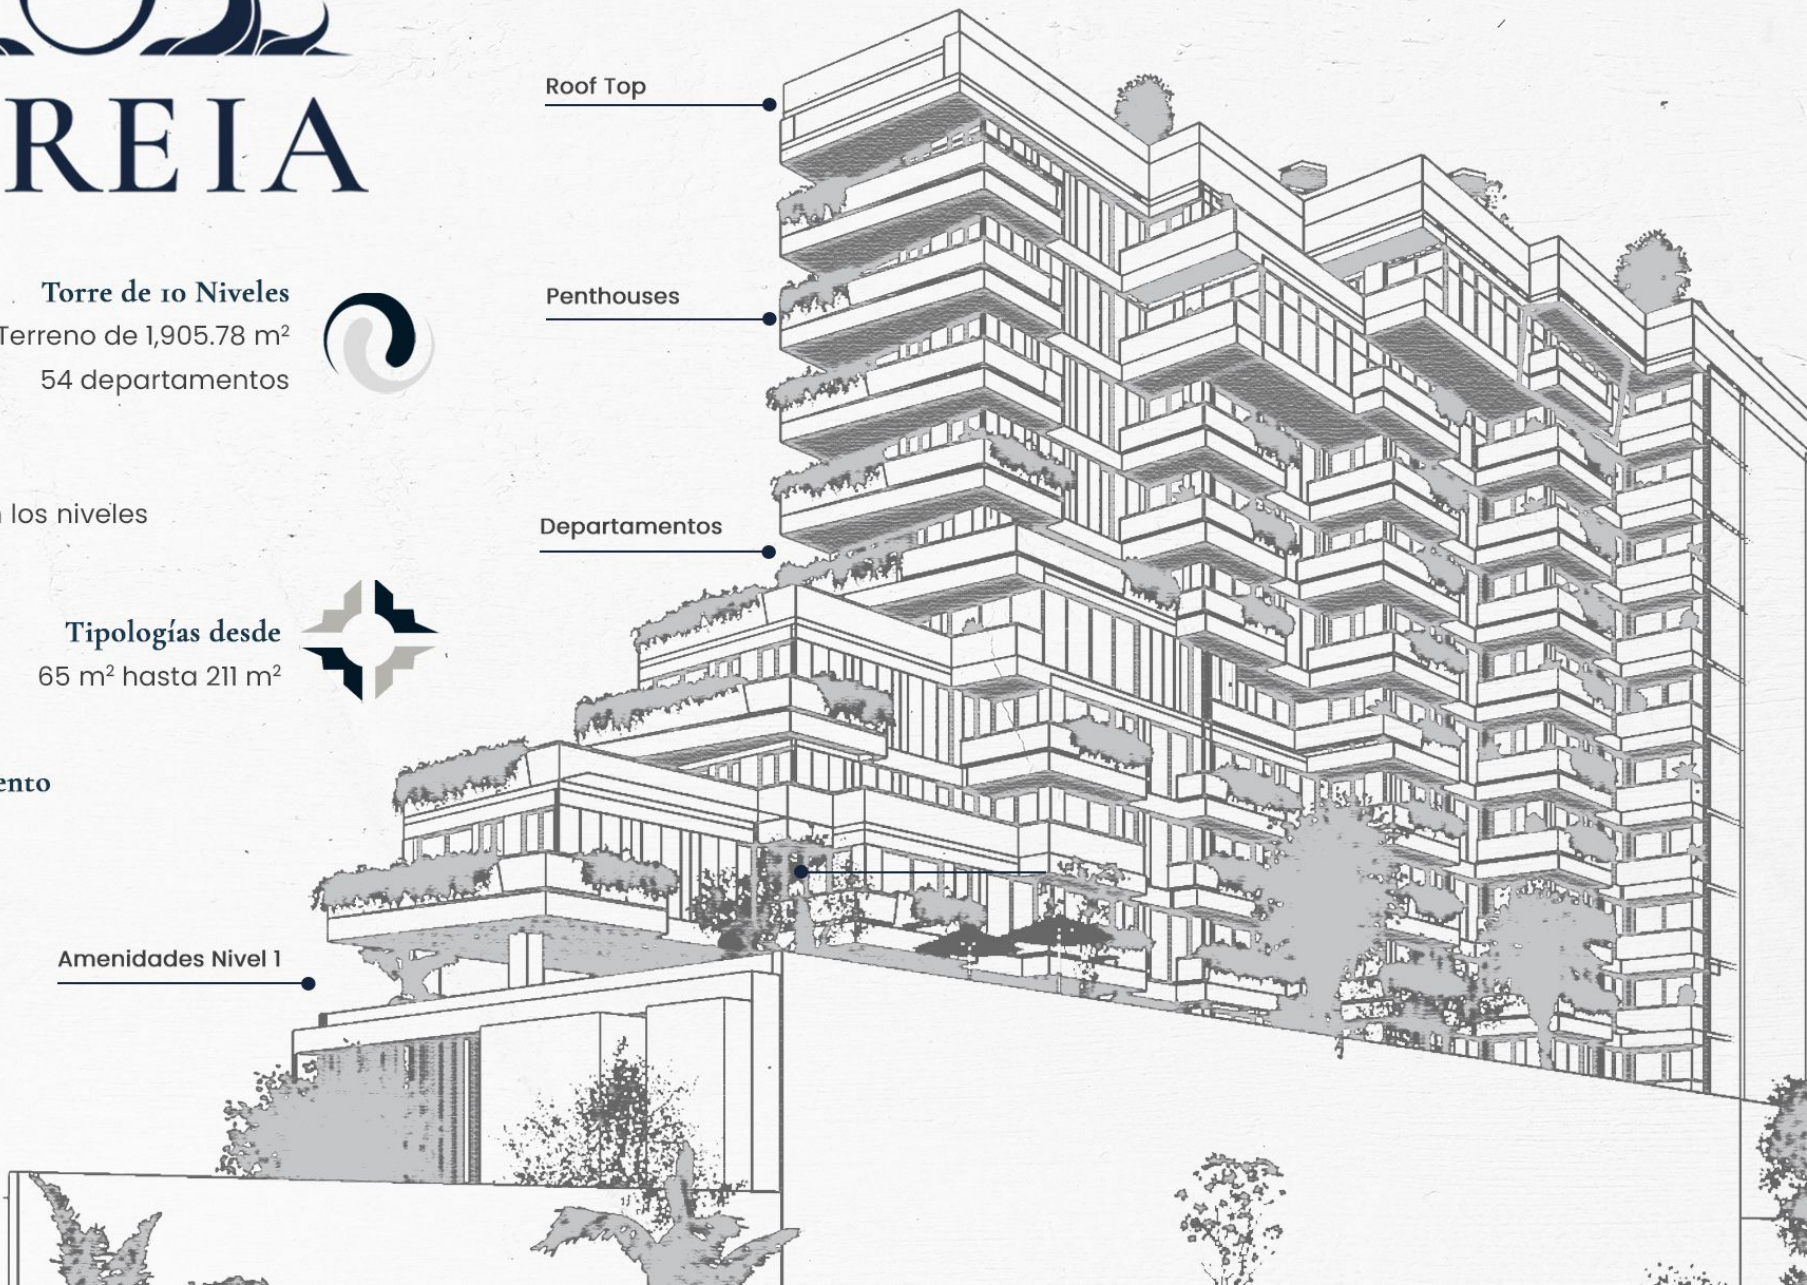 REIA
Roof Top
Torre de 10 Niveles
Terreno de 1,905.78 m²
54 departamentos
Penthouses
los niveles
Departamentos
Tipologías desde
65 m² hasta 211 m²
Amenidades Nivel 1